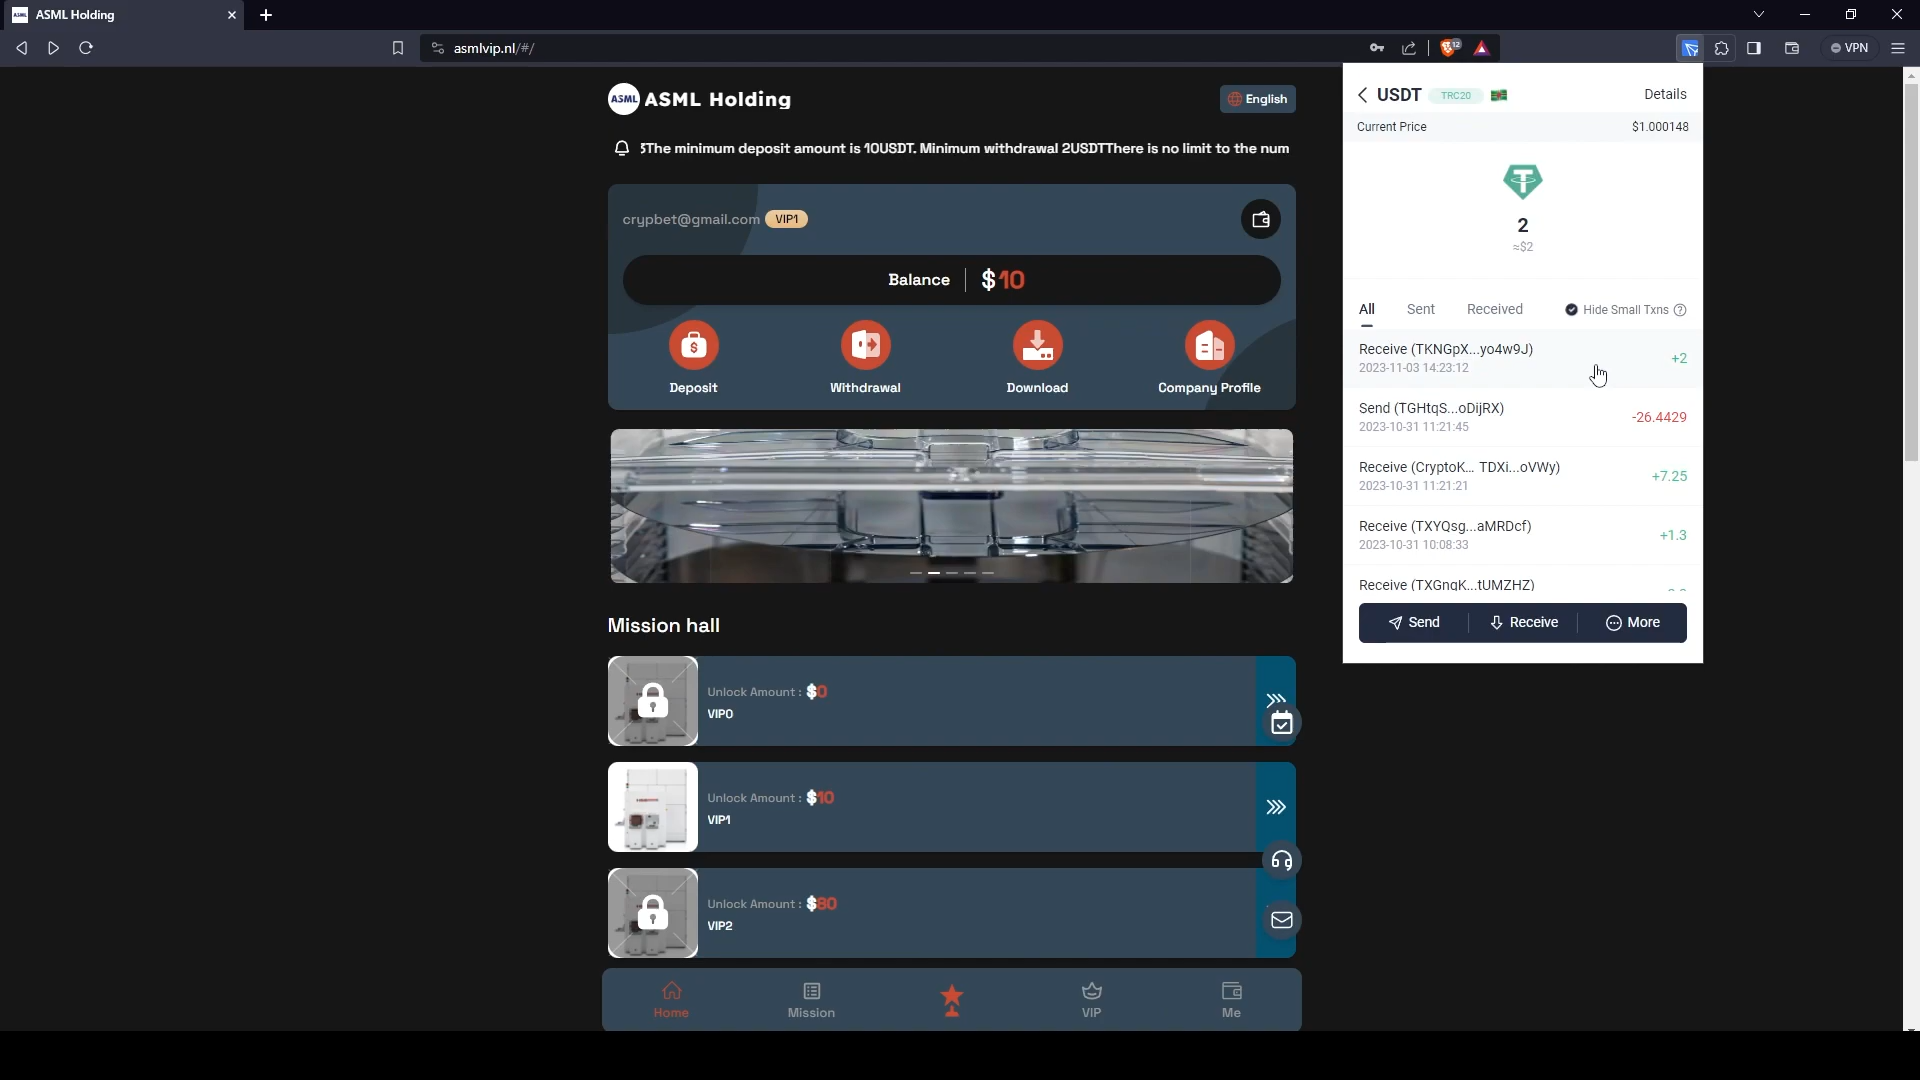 ASML Holding
asmlvip.nl/#/
12
VPN
ASML ASML Holding
English
$The minimum deposit amount is 10USDT. Minimum withdrawal 2USDTThere is no limit to the num
crypbet@gmail.com VIP1
Balance $10
Deposit Withdrawal Download Company Profile
Mission hall
Unlock Amount : $0
VIP0
Unlock Amount : $10
VIP1
Unlock Amount : $80
VIP2
Home Mission VIP Me
USDT TRC20 Details
Current Price $1.000148
2
≈$2
All Sent Received Hide Small Txns
Receive (TKNGpX...yo4w9J) +2
2023-11-03 14:23:12
Send (TGHtqS...oDijRX) -26.4429
2023-10-31 11:21:45
Receive (CryptoK... TDXi...oVWy) +7.25
2023-10-31 11:21:21
Receive (TXYQsg...aMRDcf) +1.3
2023-10-31 10:08:33
Receive (TXGnqK...tUMZHZ)
Send Receive More